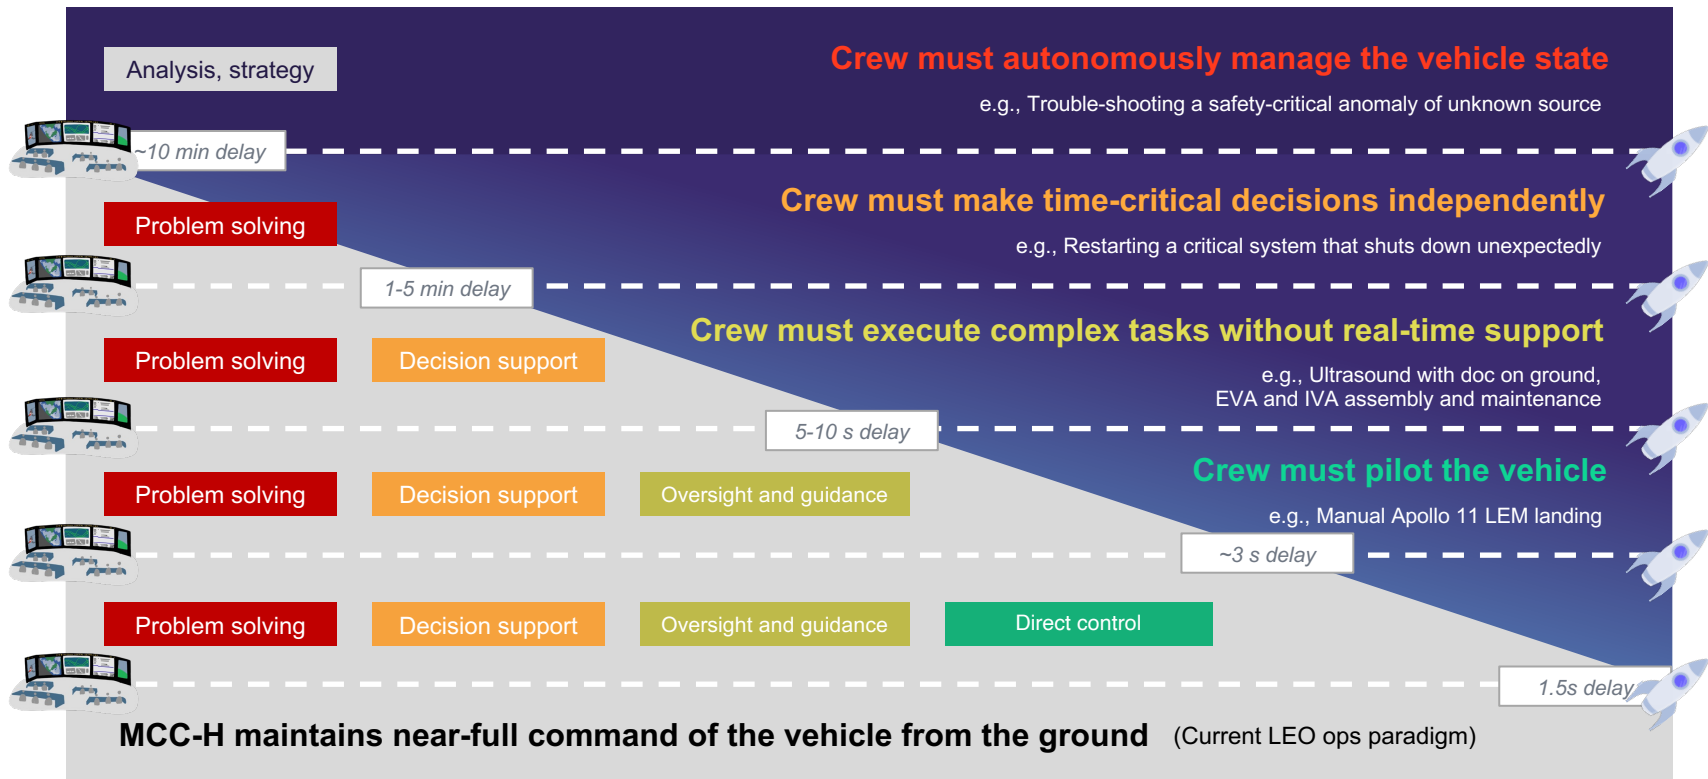 Analysis, strategy
Crew must autonomously manage the vehicle state
e.g., Trouble-shooting a safety-critical anomaly of unknown source
~10 min delay
Crew must make time-critical decisions independently
Problem solving
e.g., Restarting a critical system that shuts down unexpectedly
1-5 min delay
Crew must execute complex tasks without real-time support
Problem solving
Decision support
e.g., Ultrasound with doc on ground,
EVA and IVA assembly and maintenance
5-10 s delay
Crew must pilot the vehicle
Problem solving
Decision support
Oversight and guidance
e.g., Manual Apollo 11 LEM landing
~3 s delay
Problem solving
Decision support
Oversight and guidance
Direct control
1.5s delay
MCC-H maintains near-full command of the vehicle from the ground (Current LEO ops paradigm)